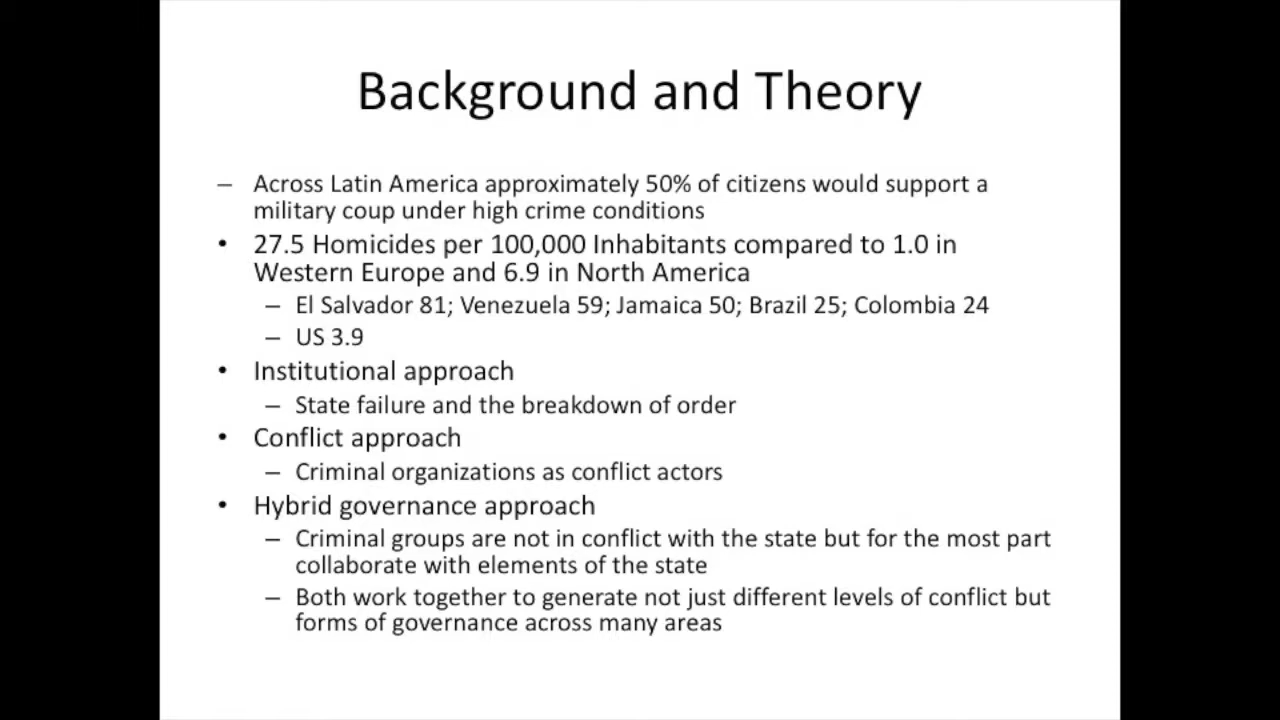 Background and Theory
– Across Latin America approximately 50% of citizens would support a
military coup under high crime conditions
• 27.5 Homicides per 100,000 Inhabitants compared to 1.0 in
Western Europe and 6.9 in North America
– El Salvador 81; Venezuela 59; Jamaica 50; Brazil 25; Colombia 24
– US 3.9
• Institutional approach
– State failure and the breakdown of order
• Conflict approach
– Criminal organizations as conflict actors
• Hybrid governance approach
– Criminal groups are not in conflict with the state but for the most part
collaborate with elements of the state
– Both work together to generate not just different levels of conflict but
forms of governance across many areas